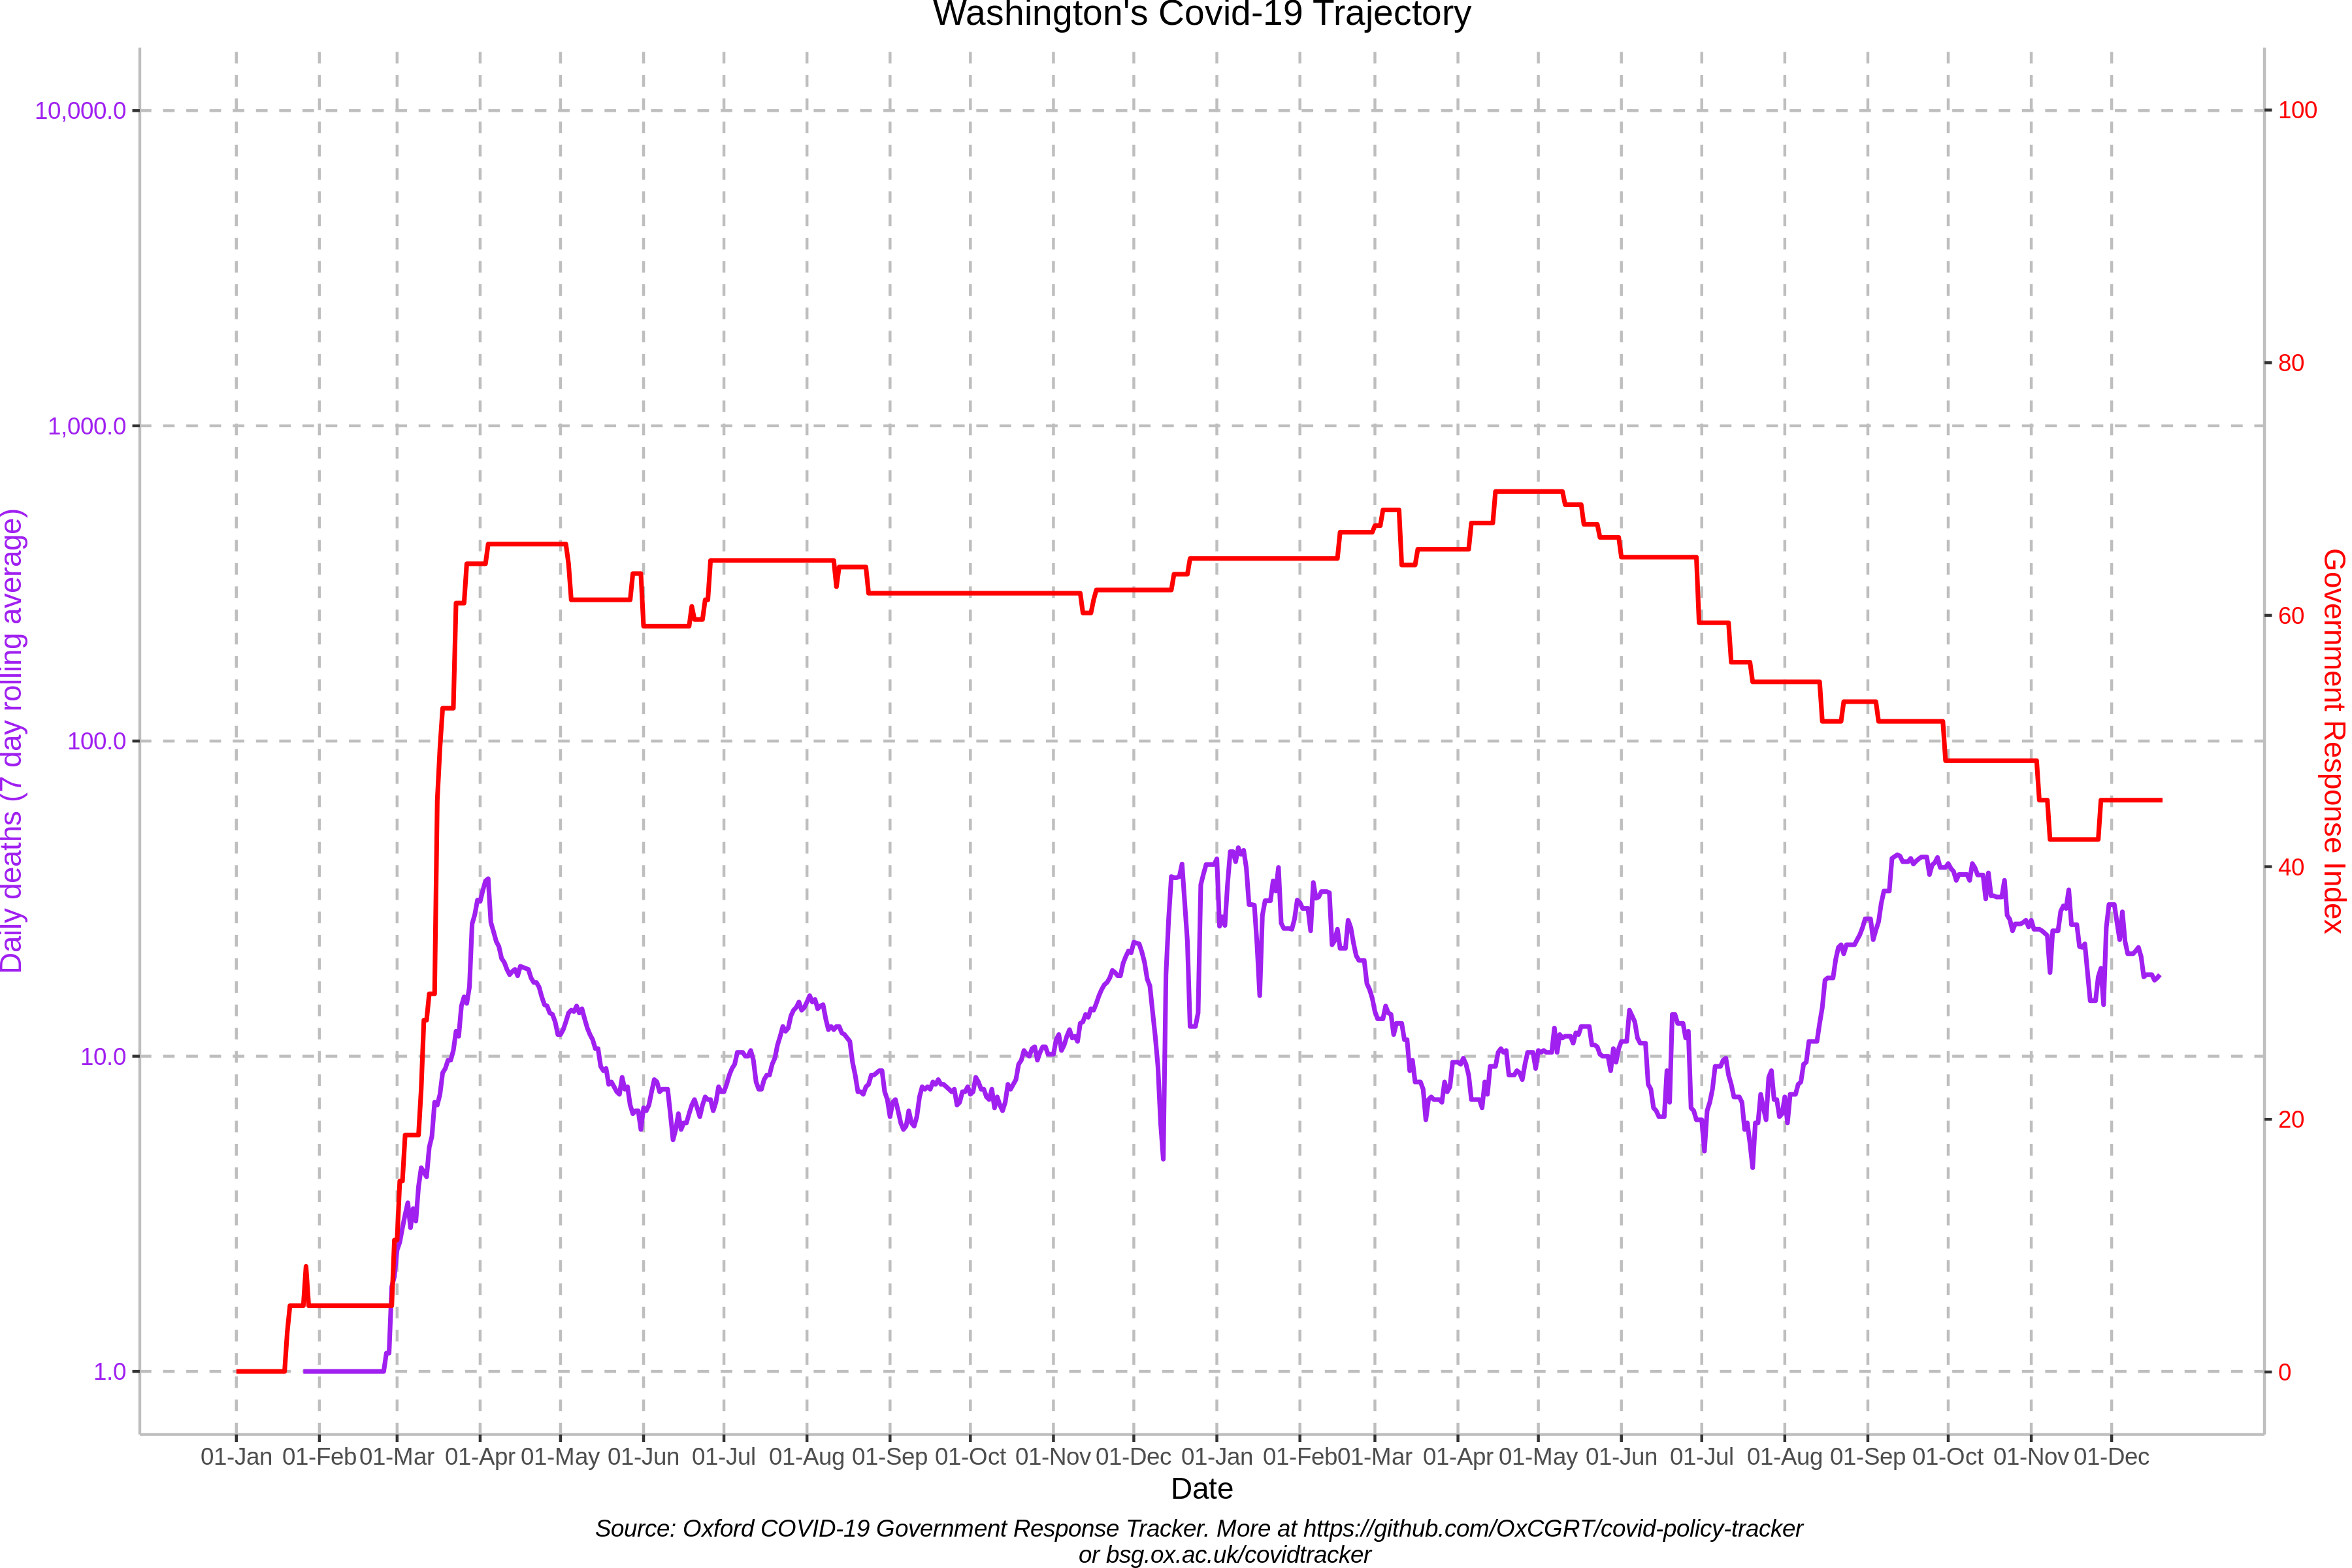 Washington's Covid-19 Trajectory
10,000.0
1,000.0
100.0
10.0
1.0
Daily deaths (7 day rolling average)
100
80
60
40
20
0
Government Response Index
01-Jan 01-Feb 01-Mar 01-Apr 01-May 01-Jun 01-Jul 01-Aug 01-Sep 01-Oct 01-Nov 01-Dec 01-Jan 01-Feb 01-Mar 01-Apr 01-May 01-Jun 01-Jul 01-Aug 01-Sep 01-Oct 01-Nov 01-Dec
Date
Source: Oxford COVID-19 Government Response Tracker. More at https://github.com/OxCGRT/covid-policy-tracker
or bsg.ox.ac.uk/covidtracker